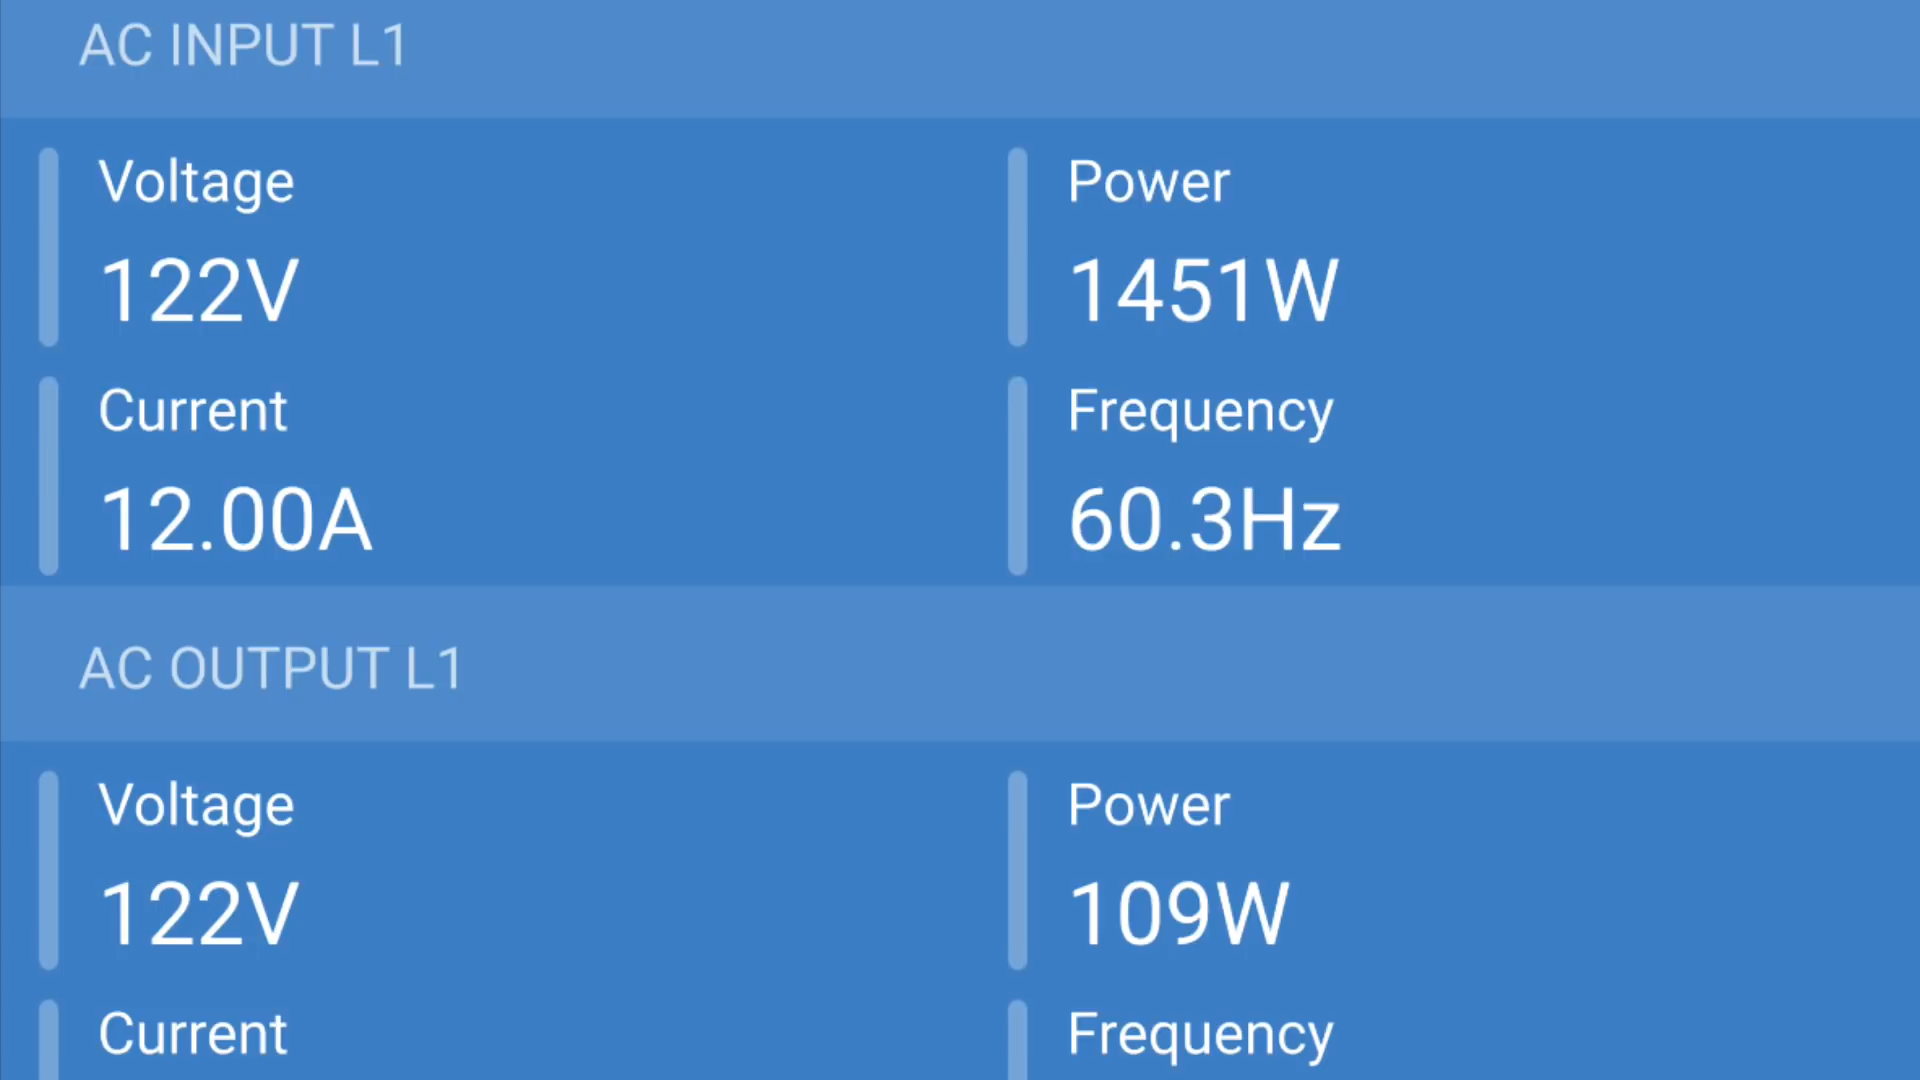 AC INPUT L1
Voltage
Power
122V
1451W
Current
Frequency
12.00A
60.3Hz
AC OUTPUT L1
Voltage
Power
122V
109W
Current
Frequency